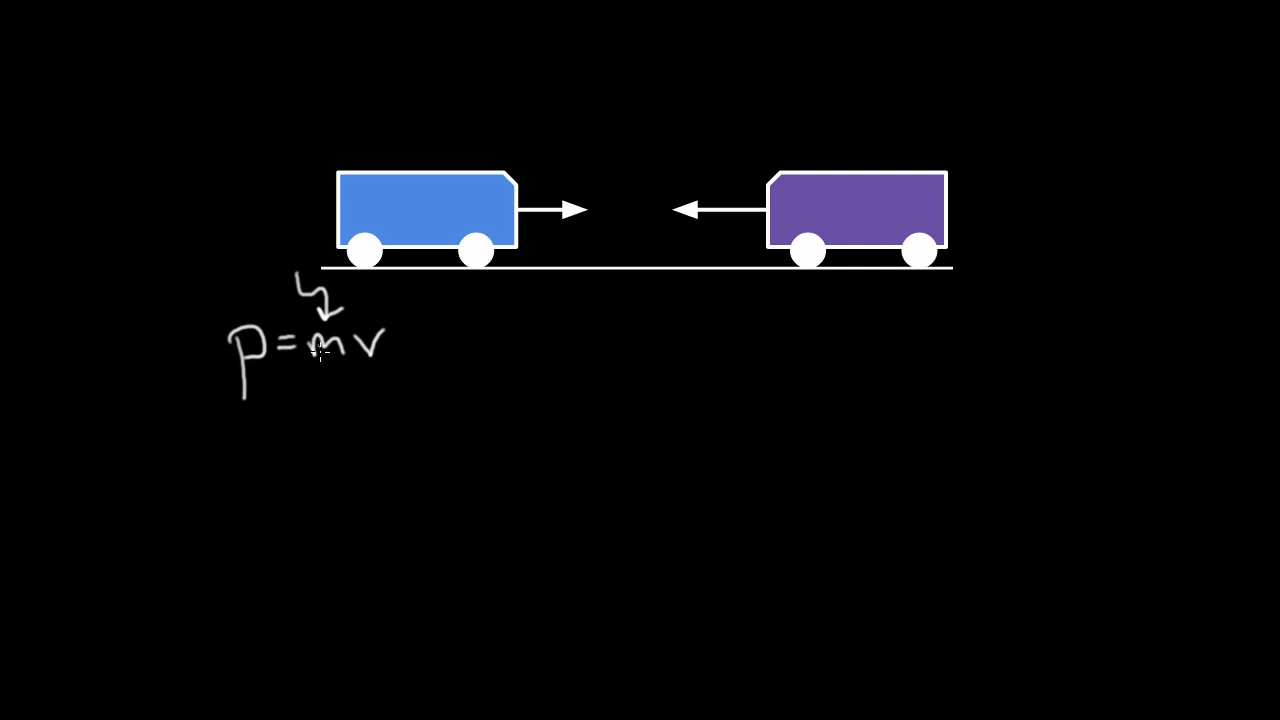 p = mv